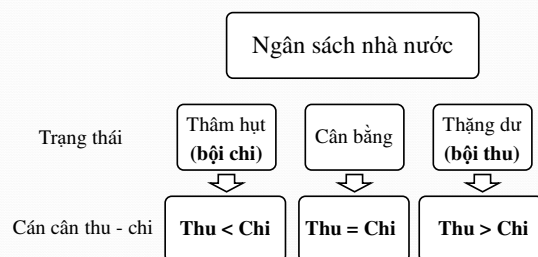 Ngân sách nhà nước
Trạng thái
Thâm hụt
(bội chi)
Cân bằng
Thặng dư
(bội thu)
Cán cân thu - chi
Thu < Chi
Thu = Chi
Thu > Chi